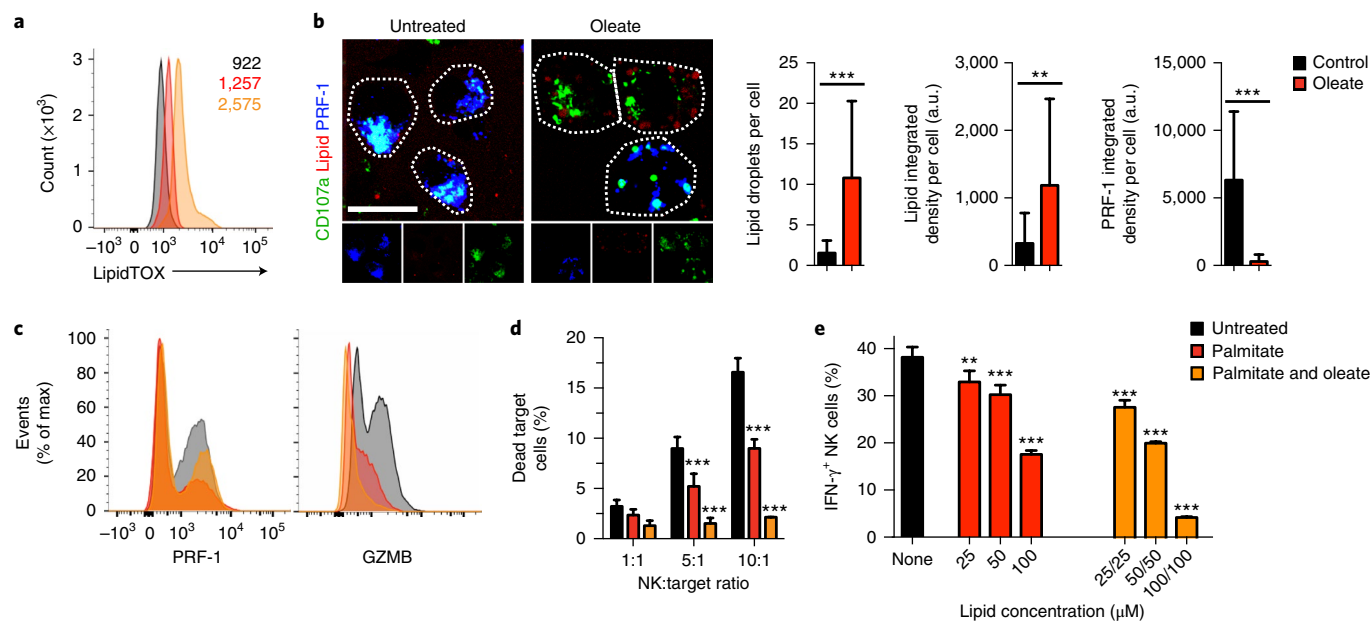 a
922
1,257
2,575
Count (×10³)
3
2
1
0
–10³
0
10³
10⁴
10⁵
LipidTOX
b
Untreated
Oleate
CD107a Lipid PRF-1
Lipid droplets per cell
25
20
15
10
5
0
***
Lipid integrated
density per cell (a.u.)
3,000
2,000
1,000
0
**
PRF-1 integrated
density per cell (a.u.)
15,000
10,000
5,000
0
***
Control
Oleate
c
Events
(% of max)
100
80
60
40
20
0
–10³
0
10³
10⁴
10⁵
PRF-1
GZMB
d
Dead target
cells (%)
20
15
10
5
0
***
***
***
***
1:1
5:1
10:1
NK:target ratio
e
IFN-γ⁺ NK cells (%)
40
30
20
10
0
**
***
***
***
***
***
None
25
50
100
25/25
50/50
100/100
Lipid concentration (μM)
Untreated
Palmitate
Palmitate and oleate